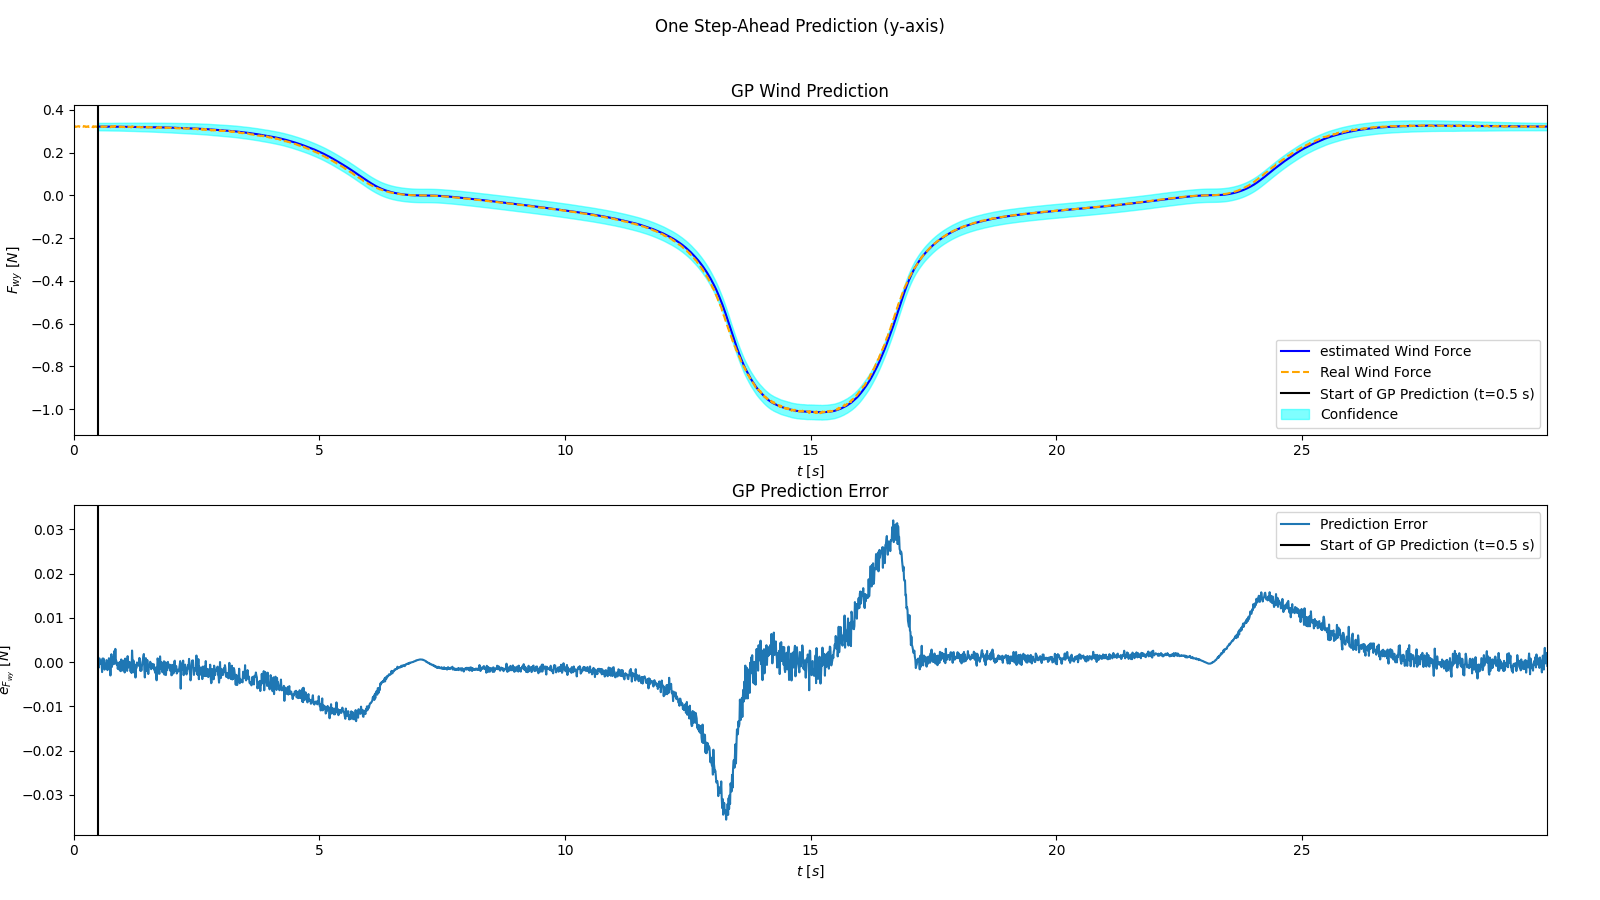 One Step-Ahead Prediction (y-axis)
GP Wind Prediction
0.4
0.2
0.0
−0.2
−0.4
−0.6
−0.8
−1.0
F_wy [N]
estimated Wind Force
Real Wind Force
Start of GP Prediction (t=0.5 s)
Confidence
0 5 10 15 20 25
t [s]
GP Prediction Error
0.03
0.02
0.01
0.00
−0.01
−0.02
−0.03
e_F_wy [N]
Prediction Error
Start of GP Prediction (t=0.5 s)
0 5 10 15 20 25
t [s]